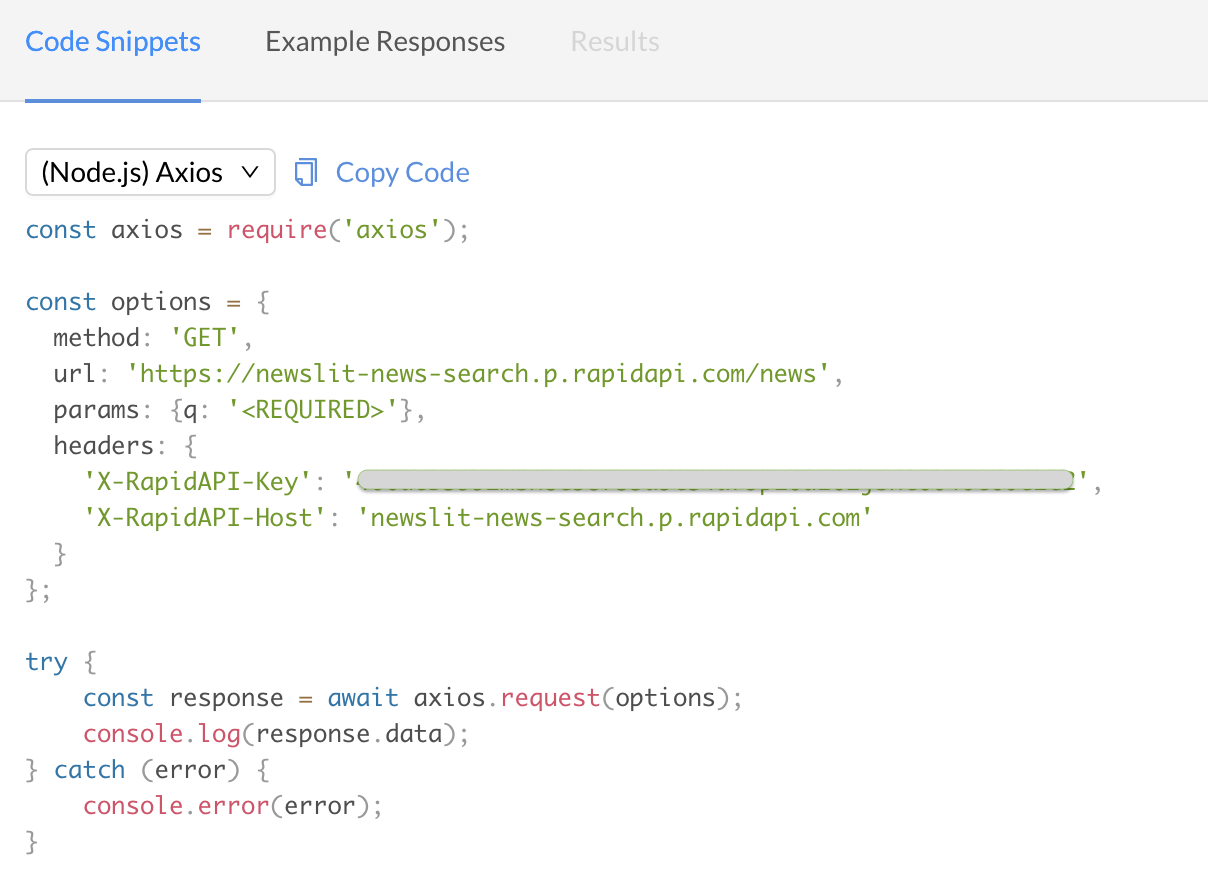 Code Snippets Example Responses Results
(Node.js) Axios Copy Code
const axios = require('axios');
const options = {
  method: 'GET',
  url: 'https://newslit-news-search.p.rapidapi.com/news',
  params: {q: '<REQUIRED>'},
  headers: {
    'X-RapidAPI-Key': '',
    'X-RapidAPI-Host': 'newslit-news-search.p.rapidapi.com'
  }
};
try {
    const response = await axios.request(options);
    console.log(response.data);
} catch (error) {
    console.error(error);
}